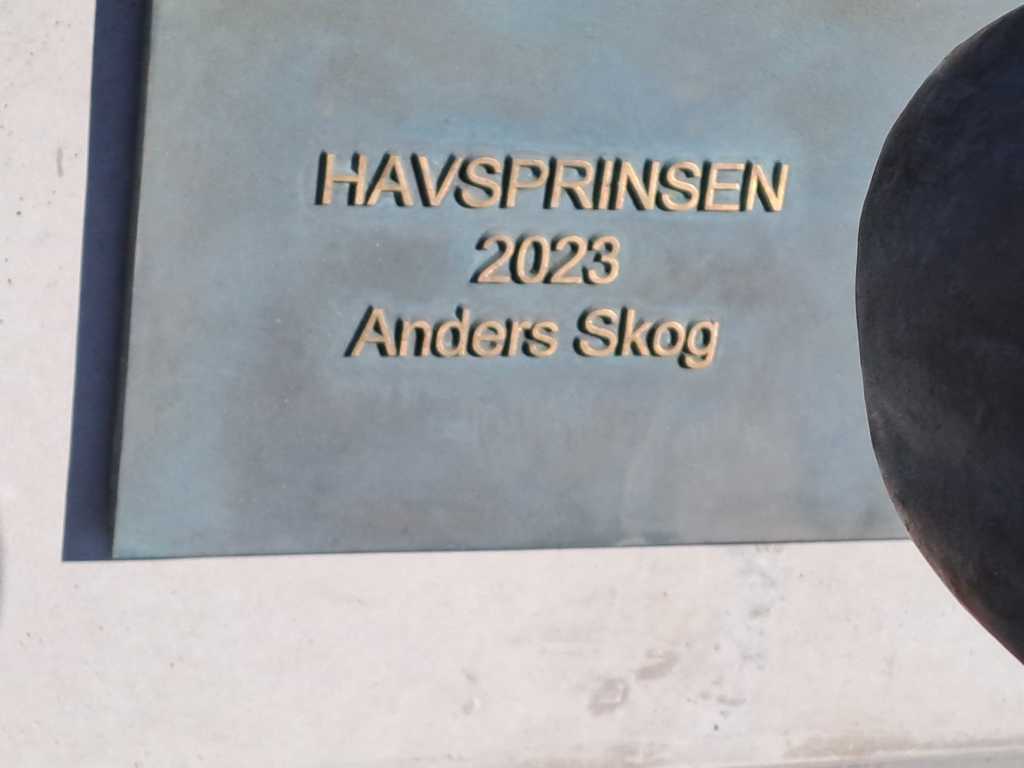 HAVSPRINSEN
2023
Anders Skog